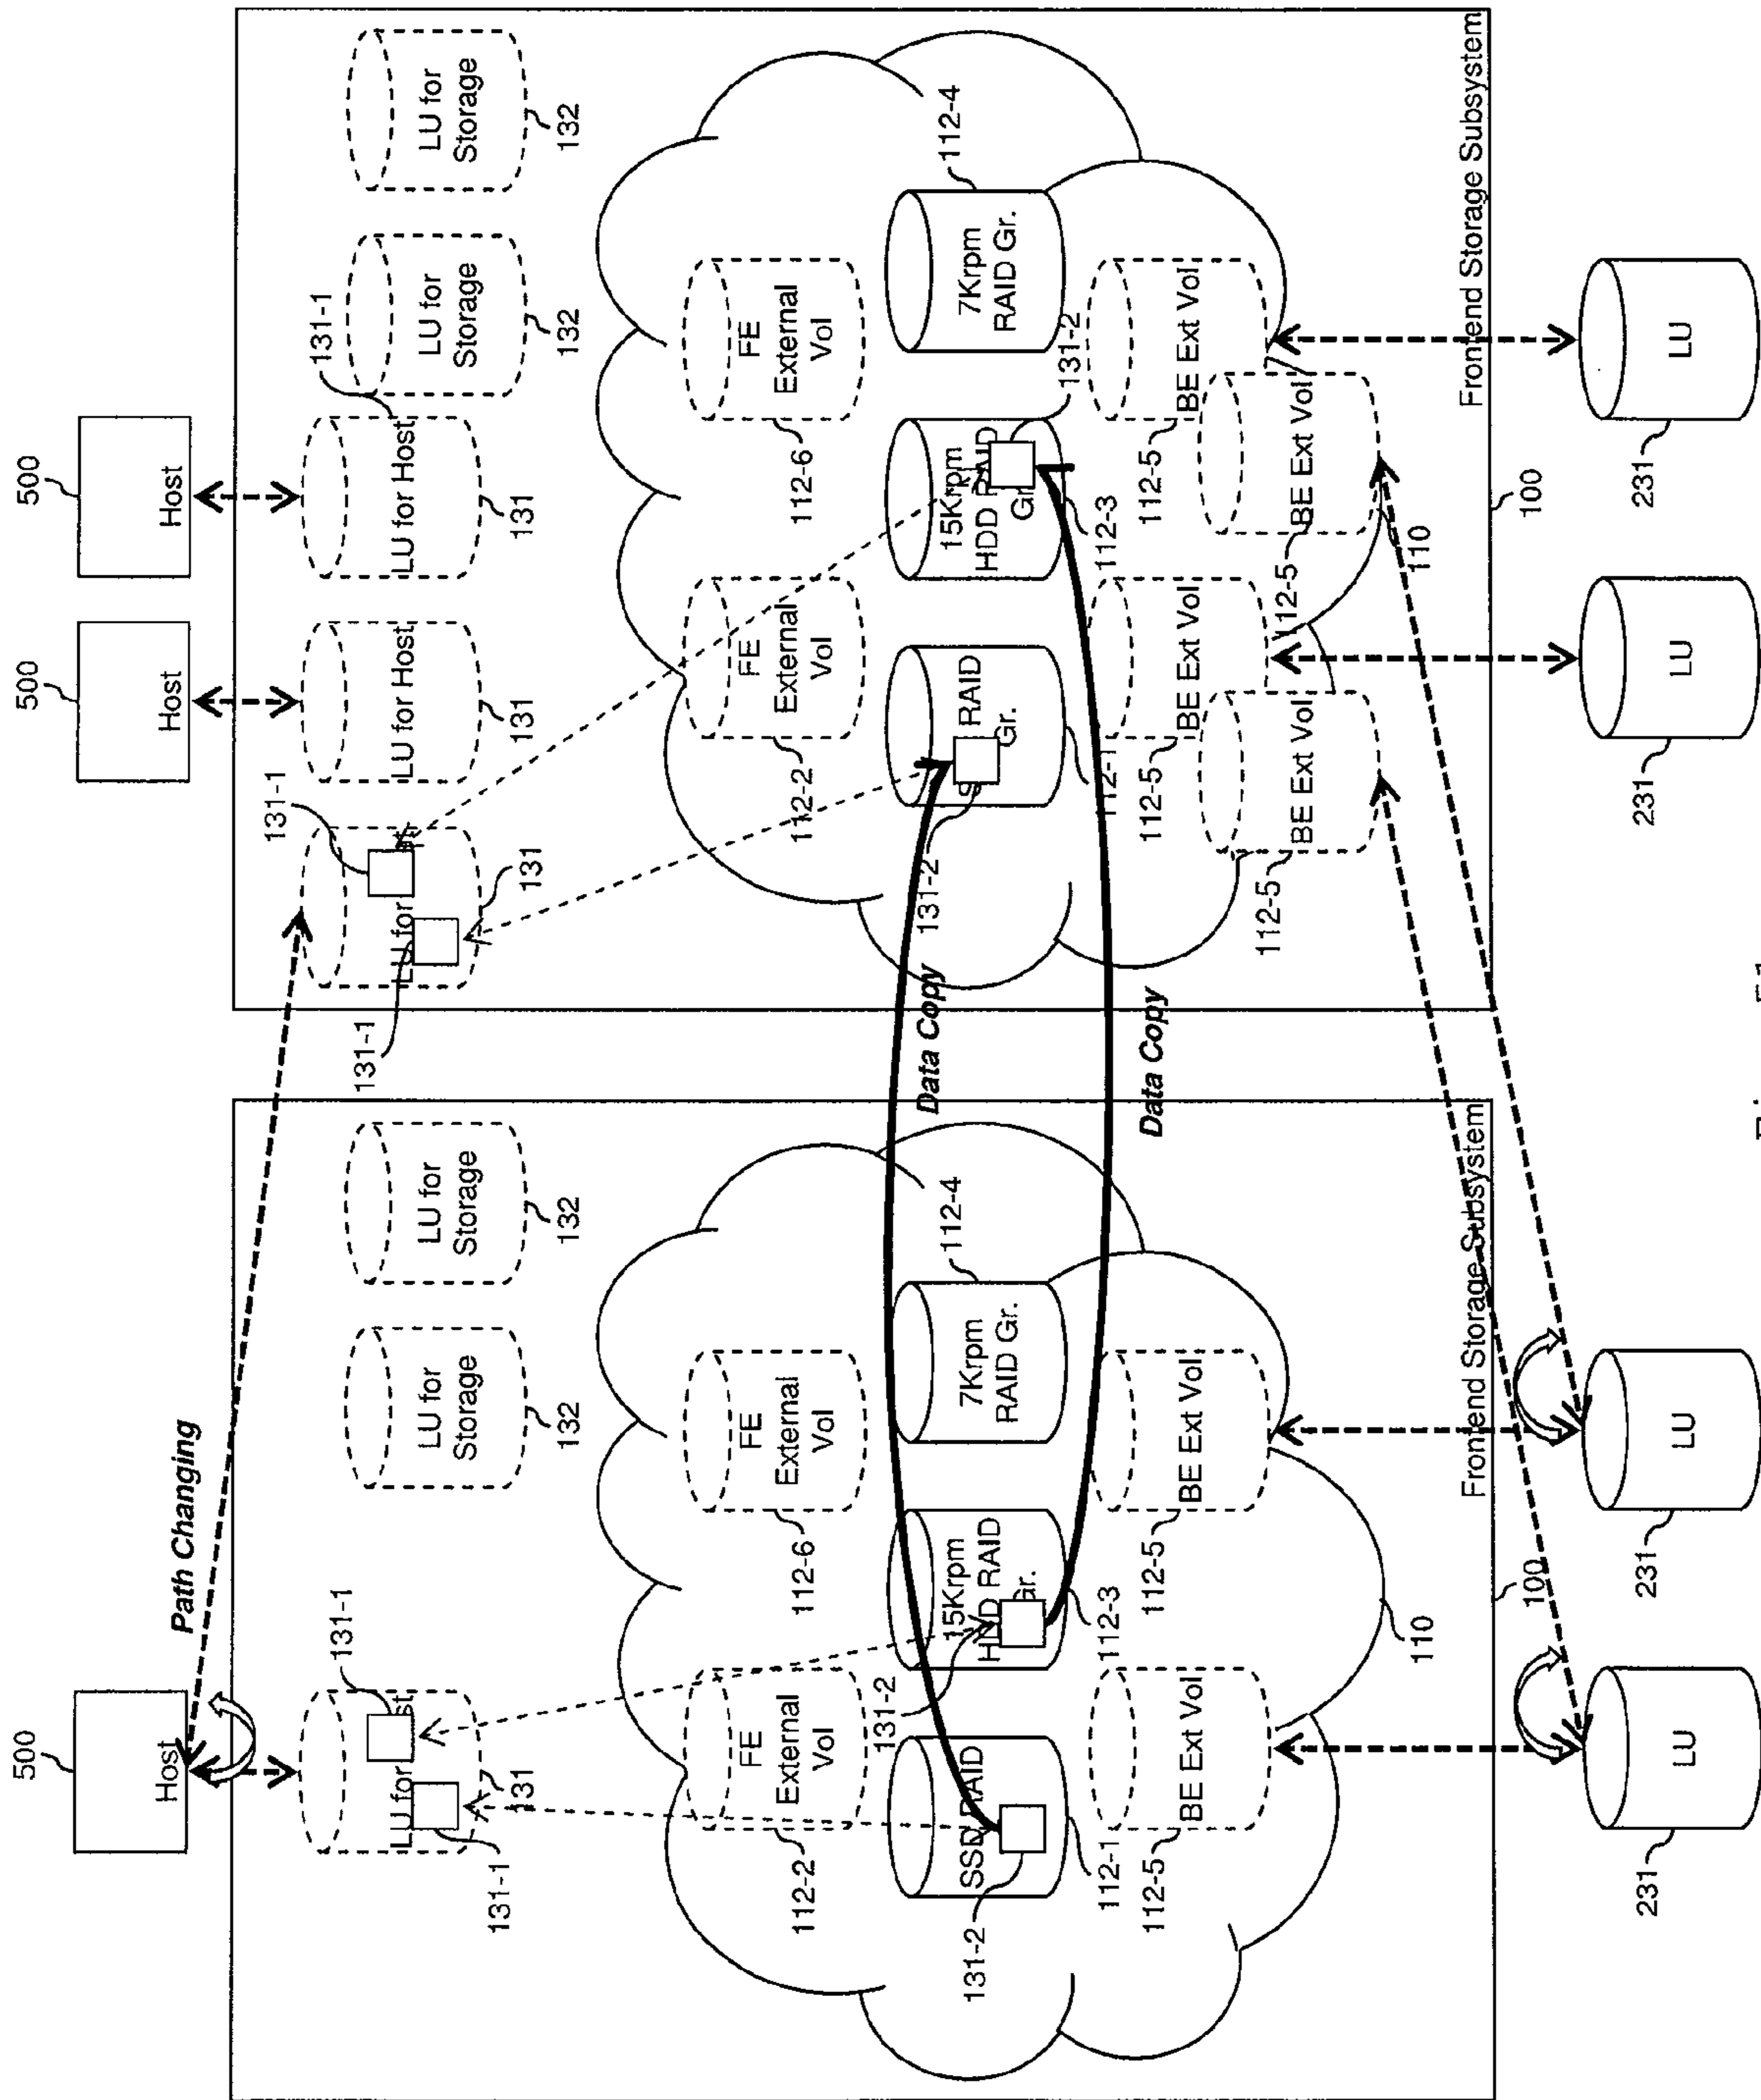 500
Host
Path Changing
500
Host
500
Host
131-1
LU for
st
131
131-1
LU for
Storage
132
LU for
Storage
132
FE
External
Vol
112-2
FE
External
Vol
112-6
131-2
SSD RAID
131-2
112-1
15Krpm
HDD RAID
Gr.
112-3
7Krpm
RAID Gr.
112-4
BE Ext Vol
112-5
BE Ext Vol
112-5
110
Frontend Storage Subsystem
100
LU
231
LU
231
Data Copy
Data Copy
131-1
131-1
131
LU for Host
131
131-1
LU for Host
131
LU for
Storage
132
LU for
Storage
132
FE
External
Vol
112-2
FE
External
Vol
112-6
RAID
Gr.
131-2
112-1
15Krpm
HDD RAID
Gr.
131-2
112-3
7Krpm
RAID Gr.
112-4
BE Ext Vol
112-5
BE Ext Vol
112-5
BE Ext Vol
112-5
BE Ext Vol
112-5
110
Frontend Storage Subsystem
100
LU
231
LU
231